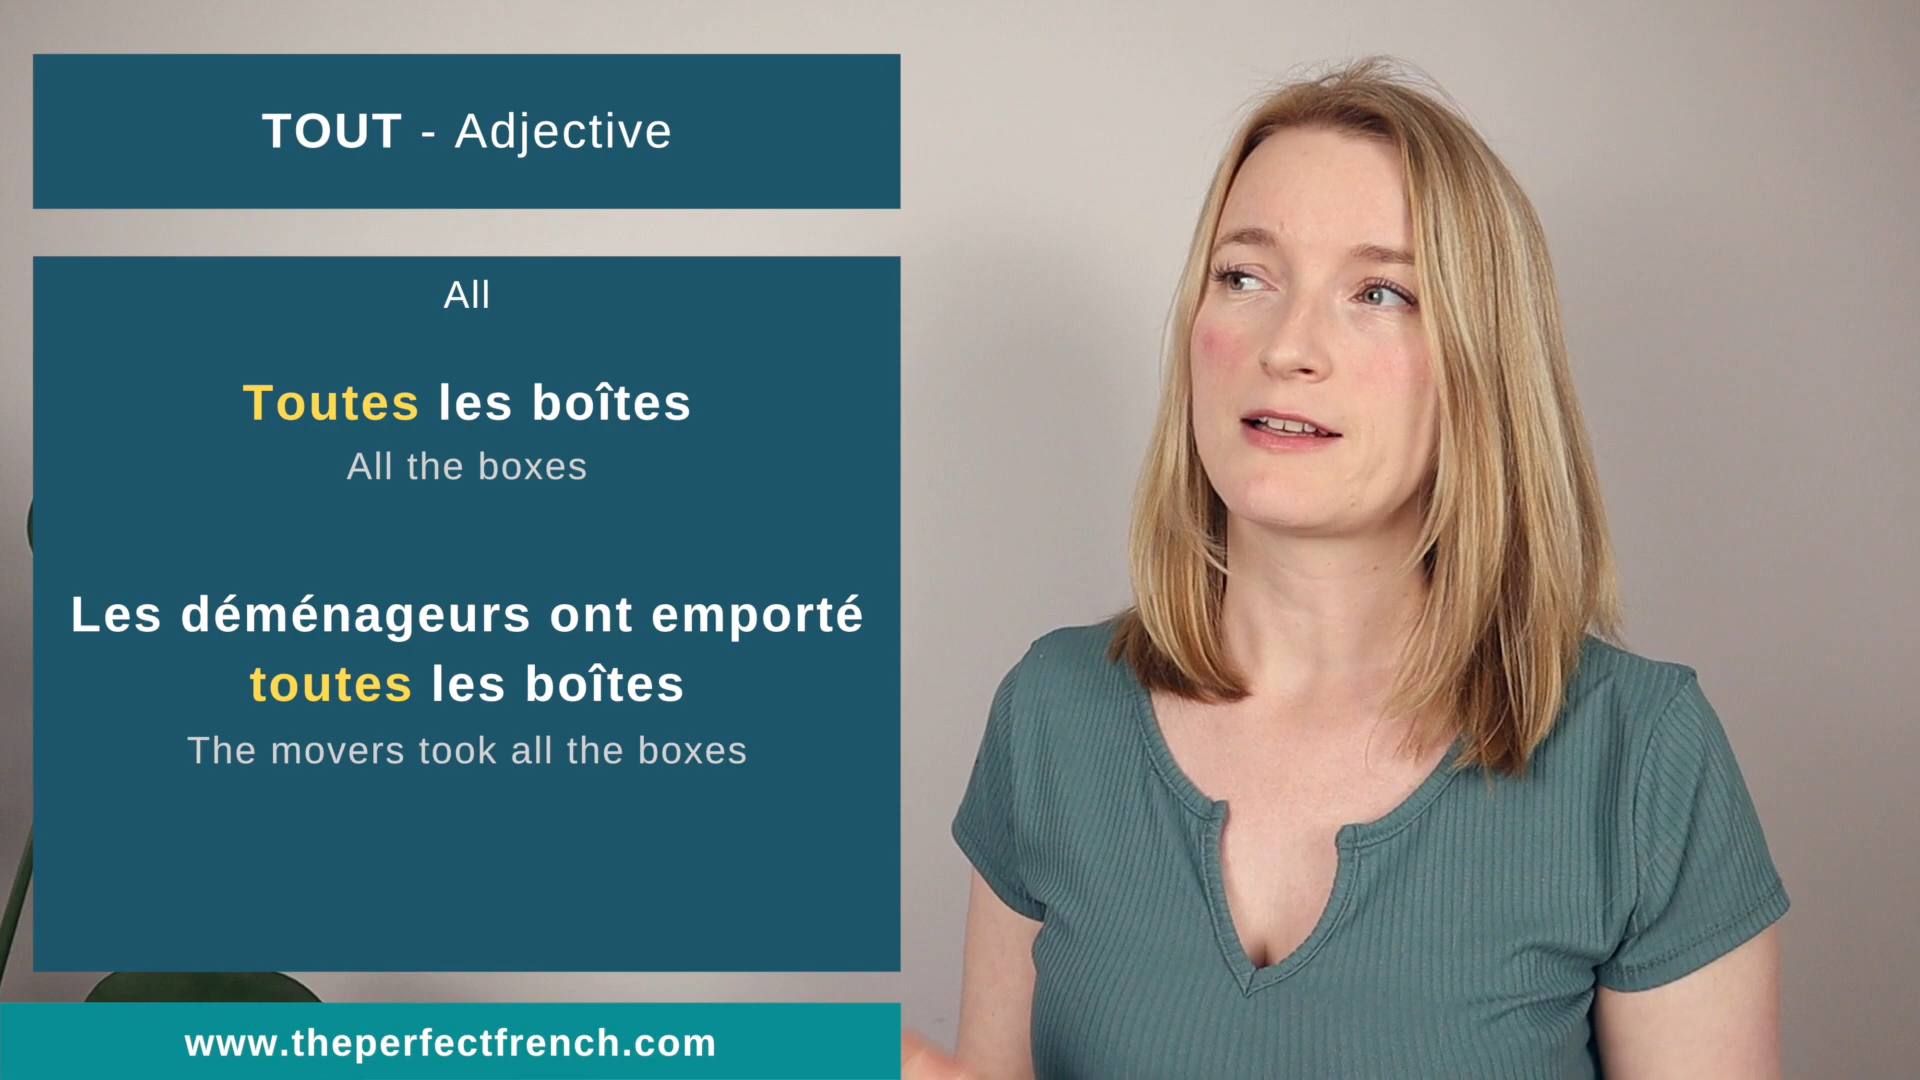 TOUT - Adjective
All
Toutes les boîtes
All the boxes
Les déménageurs ont emporté
toutes les boîtes
The movers took all the boxes
www.theperfectfrench.com